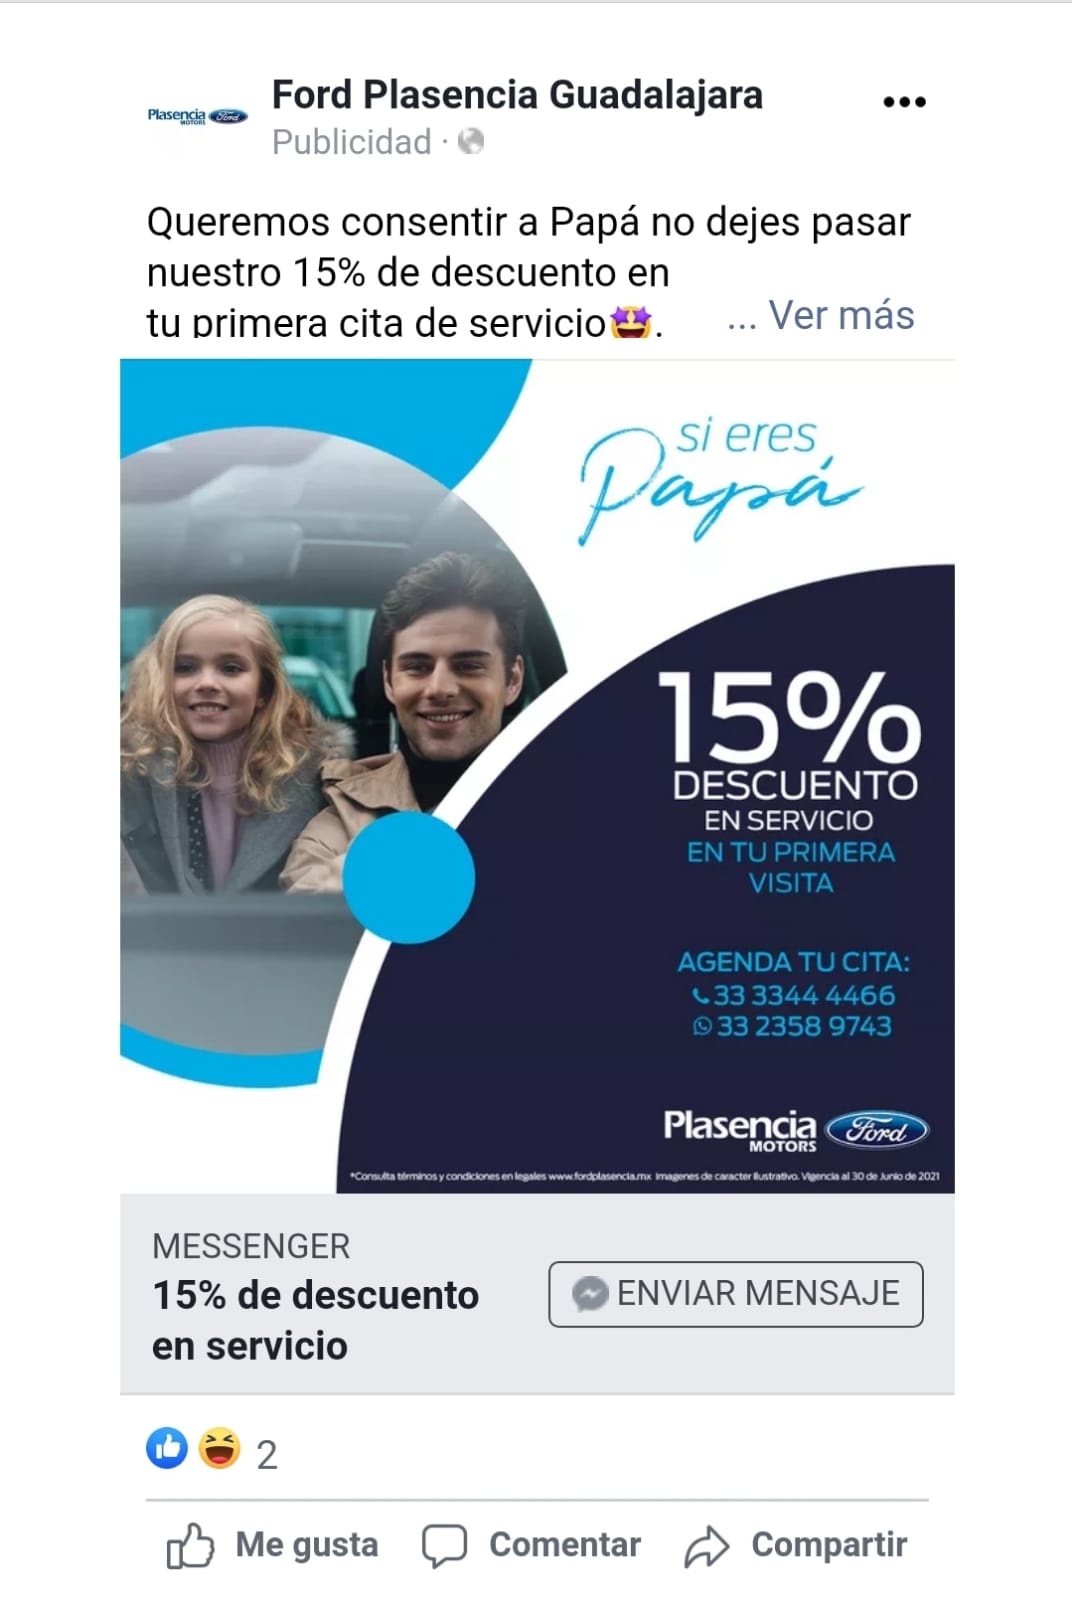 Ford Plasencia Guadalajara
Plasencia Ford
MOTORS
Publicidad ·
Queremos consentir a Papá no dejes pasar
nuestro 15% de descuento en
tu primera cita de servicio🤩.
... Ver más
si eres
Papá
15%
DESCUENTO
EN SERVICIO
EN TU PRIMERA
VISITA
AGENDA TU CITA:
33 3344 4466
33 2358 9743
Plasencia Ford
MOTORS
*Consulta términos y condiciones en legales www.fordplasencia.mx Imagenes de caracter ilustrativo. Vigencia al 30 de Junio de 2021
MESSENGER
15% de descuento
en servicio
ENVIAR MENSAJE
2
Me gusta
Comentar
Compartir